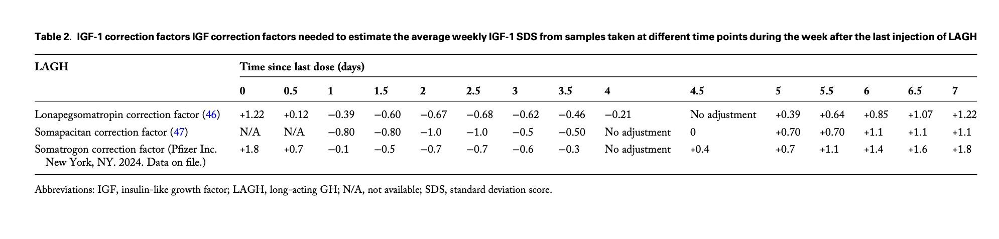 Table 2. IGF-1 correction factors IGF correction factors needed to estimate the average weekly IGF-1 SDS from samples taken at different time points during the week after the last injection of LAGH
LAGH Time since last dose (days)
0 0.5 1 1.5 2 2.5 3 3.5 4 4.5 5 5.5 6 6.5 7
Lonapegsomatropin correction factor (46) +1.22 +0.12 −0.39 −0.60 −0.67 −0.68 −0.62 −0.46 −0.21 No adjustment +0.39 +0.64 +0.85 +1.07 +1.22
Somapacitan correction factor (47) N/A N/A −0.80 −0.80 −1.0 −1.0 −0.5 −0.50 No adjustment 0 +0.70 +0.70 +1.1 +1.1 +1.1
Somatrogon correction factor (Pfizer Inc. +1.8 +0.7 −0.1 −0.5 −0.7 −0.7 −0.6 −0.3 No adjustment +0.4 +0.7 +1.1 +1.4 +1.6 +1.8
New York, NY. 2024. Data on file.)
Abbreviations: IGF, insulin-like growth factor; LAGH, long-acting GH; N/A, not available; SDS, standard deviation score.